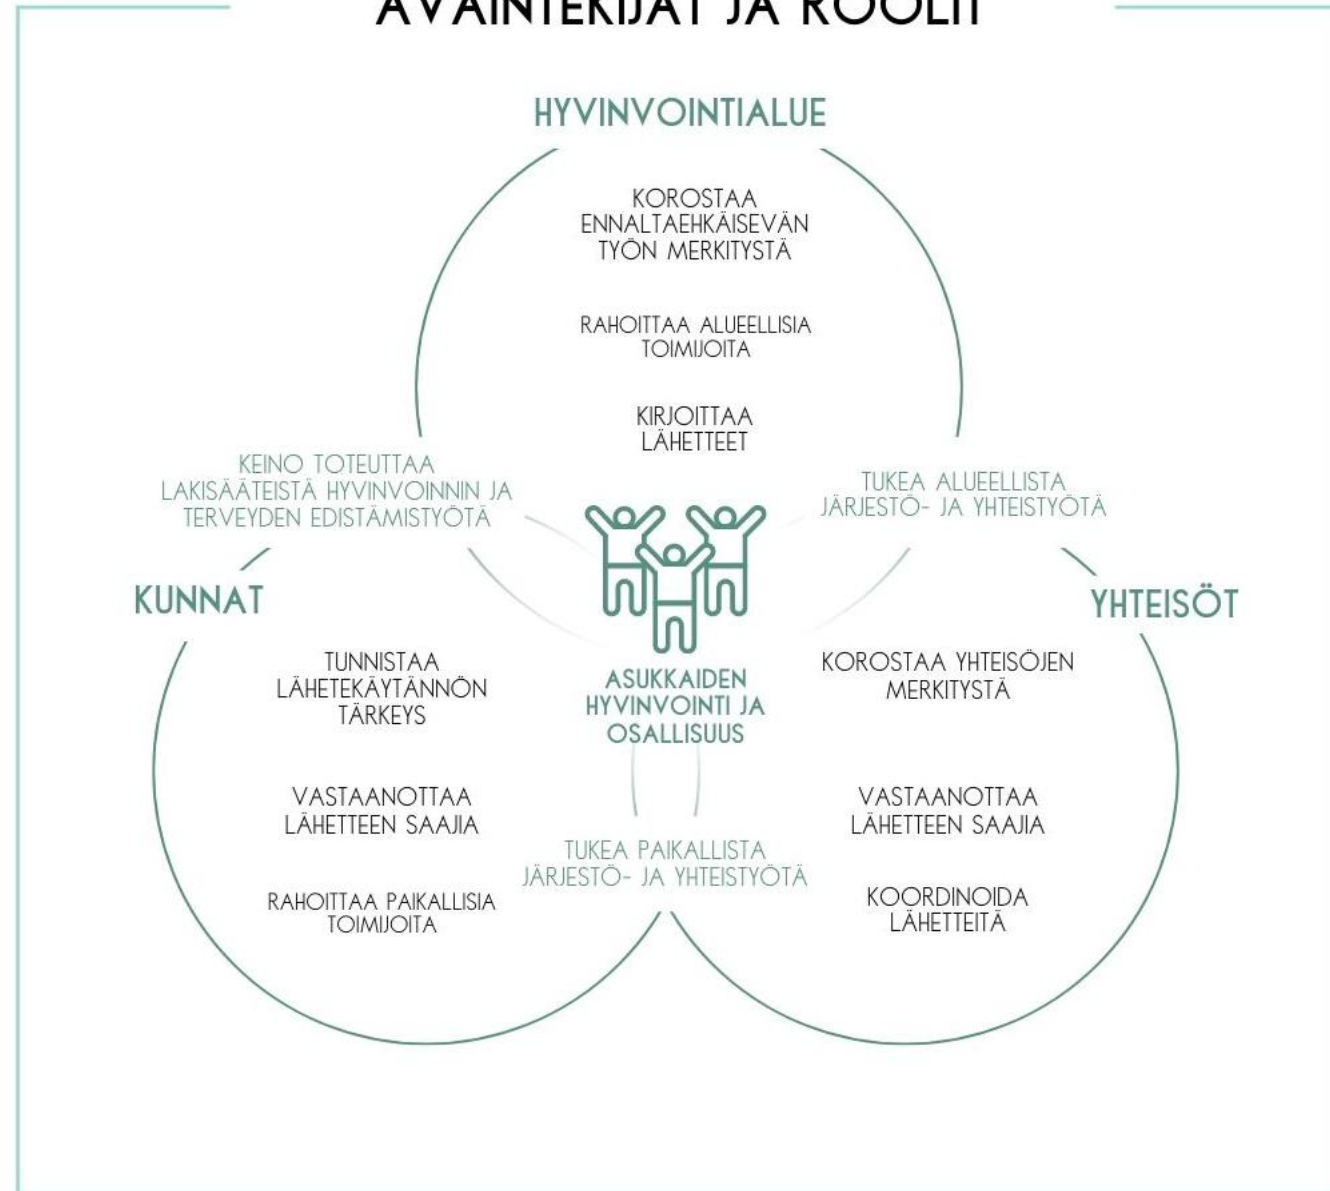 AVAINTEKIJÄT JA ROOLIT
HYVINVOINTIALUE
KOROSTAA
ENNALTAEHKÄISEVÄN
TYÖN MERKITYSTÄ
RAHOITTAA ALUEELLISIA
TOIMIJOITA
KIRJOITTAA
LÄHETTEET
KEINO TOTEUTTAA
LAKISÄÄTEISTÄ HYVINVOINNIN JA
TERVEYDEN EDISTÄMISTYÖTÄ
TUKEA ALUEELLISTA
JÄRJESTÖ- JA YHTEISTYÖTÄ
KUNNAT
TUNNISTAA
LÄHETEKÄYTÄNNÖN
TÄRKEYS
VASTAANOTTAA
LÄHETTEEN SAAJIA
RAHOITTAA PAIKALLISIA
TOIMIJOITA
ASUKKAIDEN
HYVINVOINTI JA
OSALLISUUS
TUKEA PAIKALLISTA
JÄRJESTÖ- JA YHTEISTYÖTÄ
YHTEISÖT
KOROSTAA YHTEISÖJEN
MERKITYSTÄ
VASTAANOTTAA
LÄHETTEEN SAAJIA
KOORDINOIDA
LÄHETTEITÄ